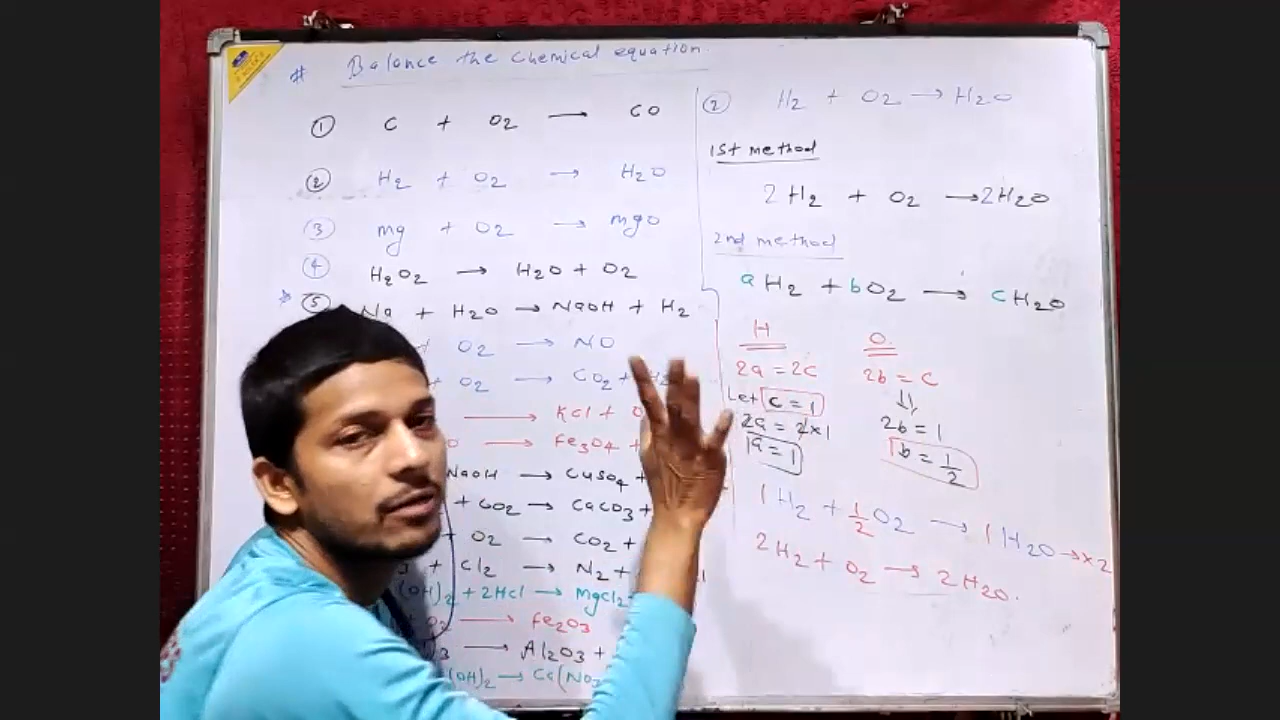 # Balance the chemical equation
① C + O₂ → CO
② H₂ + O₂ → H₂O
③ mg + O₂ → mgO
④ H₂O₂ → H₂O + O₂
⑤ Na + H₂O → NaOH + H₂
O₂ → NO
+ O₂ → CO₂ +
→ Kcl +
→ Fe₃O₄ +
NaOH → CuSO₄ +
+ CO₂ → CaCO₃ +
+ O₂ → CO₂ +
+ Cl₂ → N₂ +
(OH)₂ + 2HCl → MgCl₂
→ Fe₂O₃
→ Al₂O₃ +
(OH)₂ → Ca(NO₃
② H₂ + O₂ → H₂O
1st method
2H₂ + O₂ → 2H₂O
2nd method
aH₂ + bO₂ → cH₂O
H
2a = 2c
Let c = 1
2a = 2×1
a = 1
O
2b = c
⇓
2b = 1
b = 1/2
1H₂ + 1/2 O₂ → 1H₂O → ×2
2H₂ + O₂ → 2H₂O.